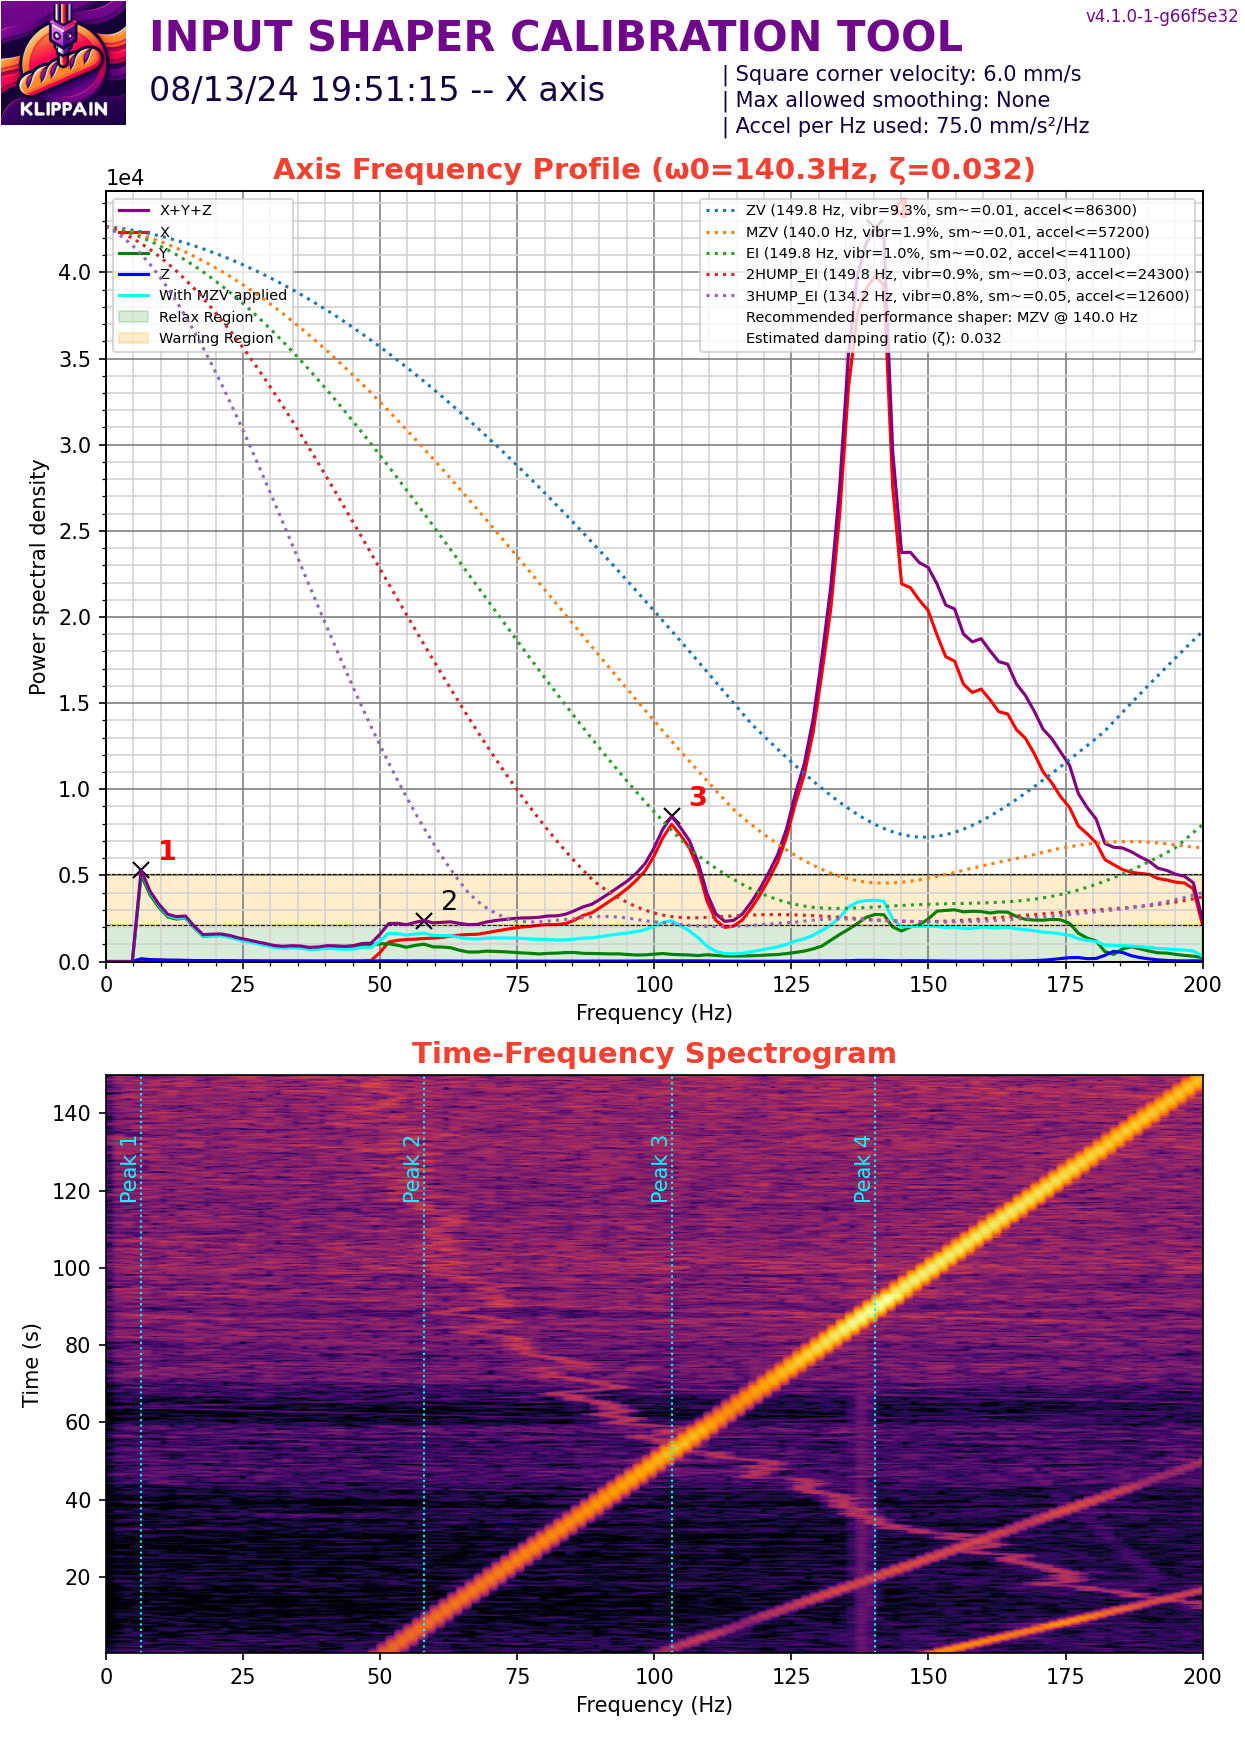 v4.1.0-1-g66f5e32
INPUT SHAPER CALIBRATION TOOL
08/13/24 19:51:15 -- X axis
| Square corner velocity: 6.0 mm/s
| Max allowed smoothing: None
| Accel per Hz used: 75.0 mm/s²/Hz
KLIPPAIN
Axis Frequency Profile (ω0=140.3Hz, ζ=0.032)
1e4
X+Y+Z
X
Y
Z
With MZV applied
Relax Region
Warning Region
ZV (149.8 Hz, vibr=9.3%, sm~=0.01, accel<=86300)
MZV (140.0 Hz, vibr=1.9%, sm~=0.01, accel<=57200)
EI (149.8 Hz, vibr=1.0%, sm~=0.02, accel<=41100)
2HUMP_EI (149.8 Hz, vibr=0.9%, sm~=0.03, accel<=24300)
3HUMP_EI (134.2 Hz, vibr=0.8%, sm~=0.05, accel<=12600)
Recommended performance shaper: MZV @ 140.0 Hz
Estimated damping ratio (ζ): 0.032
4.0
3.5
3.0
2.5
2.0
1.5
1.0
0.5
0.0
Power spectral density
1
2
3
0 25 50 75 100 125 150 175 200
Frequency (Hz)
Time-Frequency Spectrogram
140
120
100
80
60
40
20
Time (s)
Peak 1
Peak 2
Peak 3
Peak 4
0 25 50 75 100 125 150 175 200
Frequency (Hz)